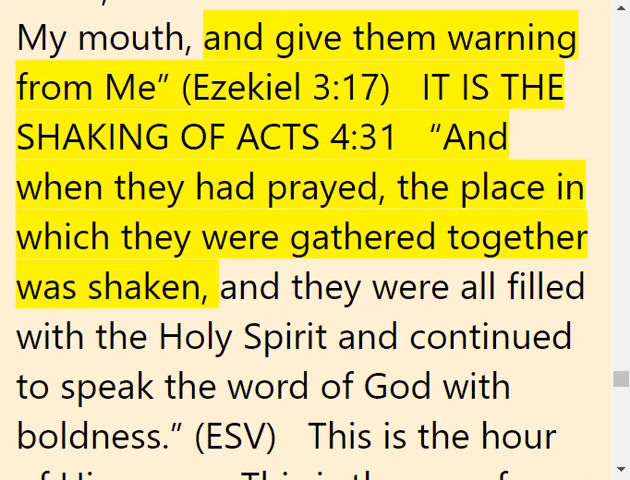 My mouth, and give them warning
from Me” (Ezekiel 3:17) IT IS THE
SHAKING OF ACTS 4:31 “And
when they had prayed, the place in
which they were gathered together
was shaken, and they were all filled
with the Holy Spirit and continued
to speak the word of God with
boldness.” (ESV) This is the hour